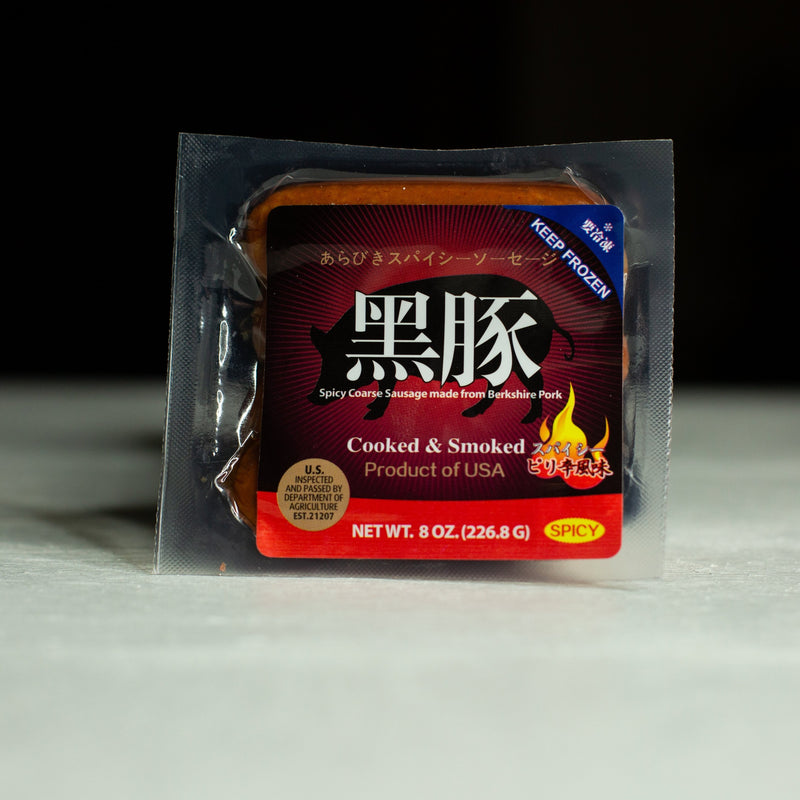 ※要冷凍
KEEP FROZEN
あらびきスパイシーソーセージ
黑豚
Spicy Coarse Sausage made from Berkshire Pork
Cooked & Smoked
Product of USA
スパイシー
ピリ辛風味
U.S.
INSPECTED
AND PASSED BY
DEPARTMENT OF
AGRICULTURE
EST.21207
NET WT. 8 OZ.(226.8 G)
SPICY